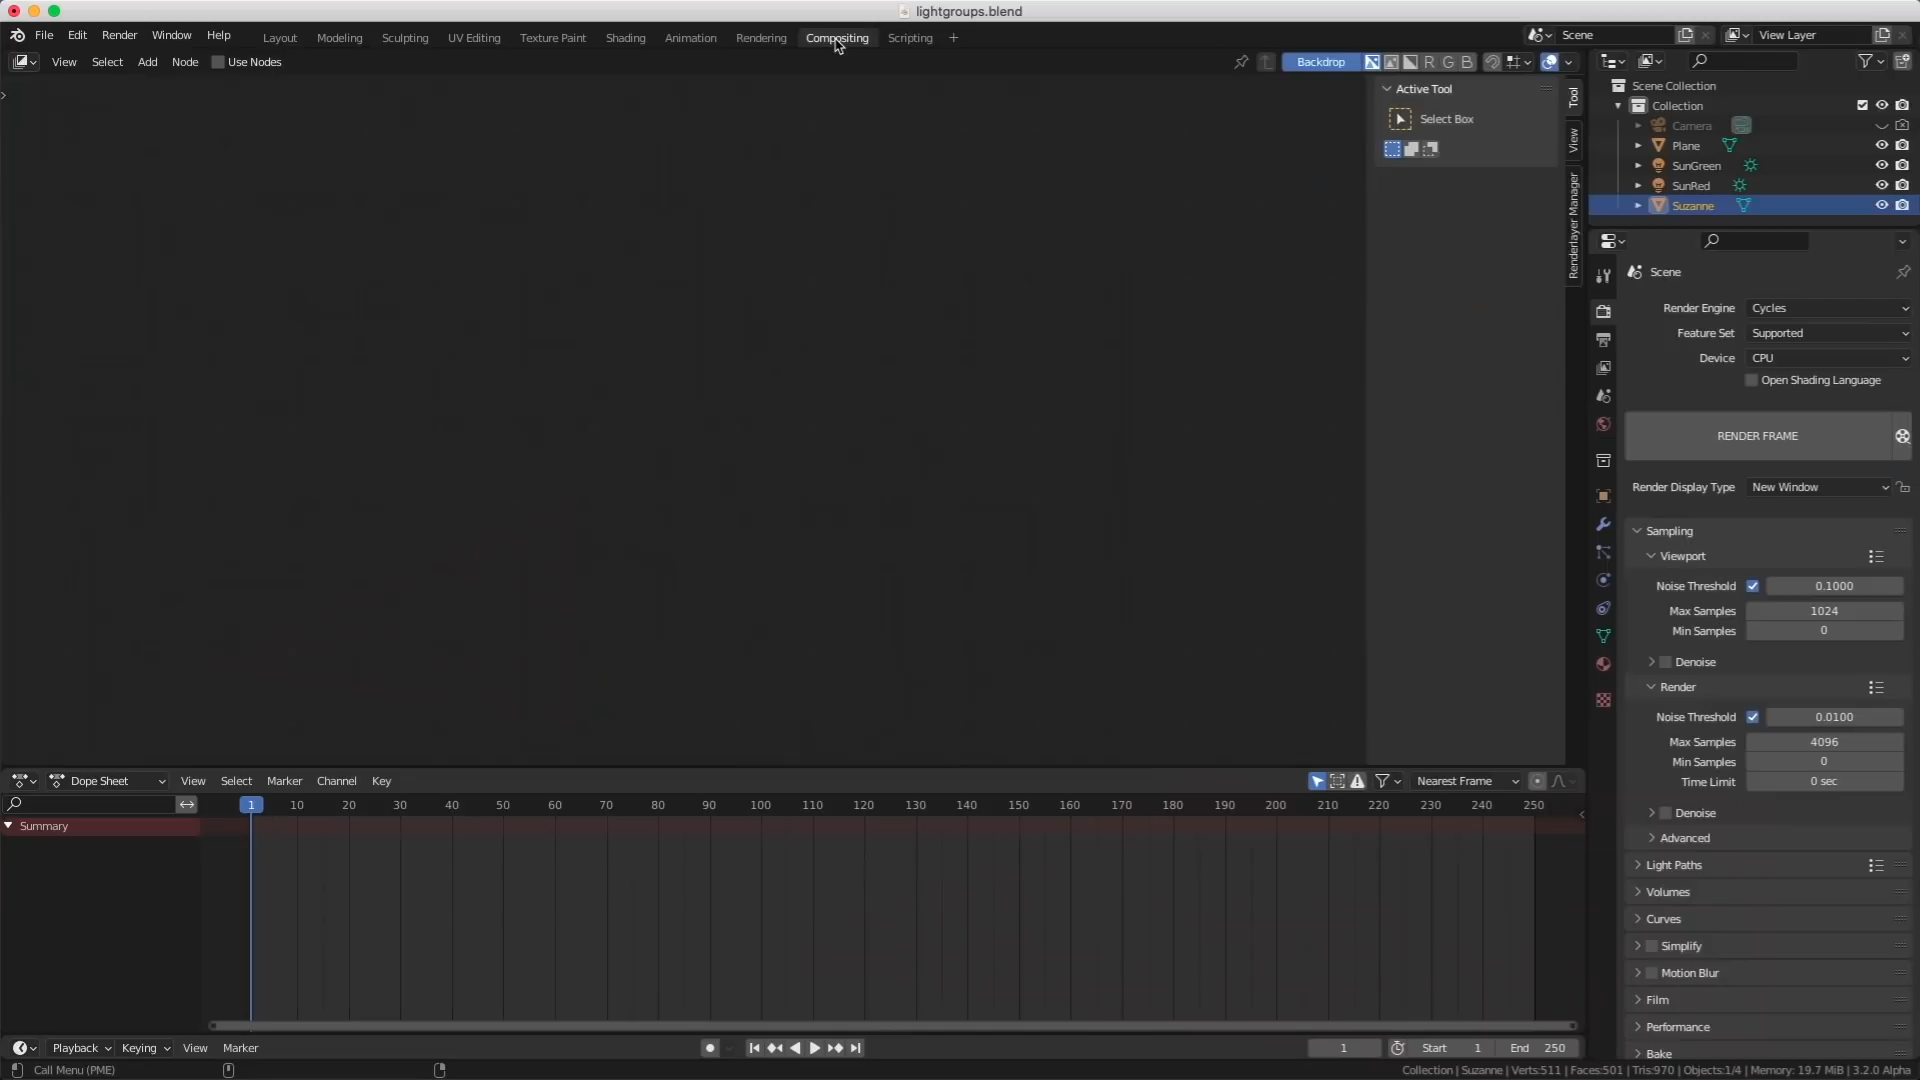 lightgroups.blend
File Edit Render Window Help Layout Modeling Sculpting UV Editing Texture Paint Shading Animation Rendering Compositing Scripting + Scene View Layer
View Select Add Node Use Nodes Backdrop R G B
Active Tool
Select Box
Tool
View
Renderlayer Manager
Scene Collection
Collection
Camera
Plane
SunGreen
SunRed
Suzanne
Scene
Render Engine Cycles
Feature Set Supported
Device CPU
Open Shading Language
RENDER FRAME
Render Display Type New Window
Sampling
Viewport
Noise Threshold 0.1000
Max Samples 1024
Min Samples 0
Denoise
Render
Noise Threshold 0.0100
Max Samples 4096
Min Samples 0
Time Limit 0 sec
Denoise
Advanced
Light Paths
Volumes
Curves
Simplify
Motion Blur
Film
Performance
Bake
Dope Sheet View Select Marker Channel Key Nearest Frame
1 10 20 30 40 50 60 70 80 90 100 110 120 130 140 150 160 170 180 190 200 210 220 230 240 250
Summary
Playback Keying View Marker 1 Start 1 End 250
Call Menu (PME) Collection | Suzanne | Verts:511 | Faces:501 | Tris:970 | Objects:1/4 | Memory: 19.7 MiB | 3.2.0 Alpha